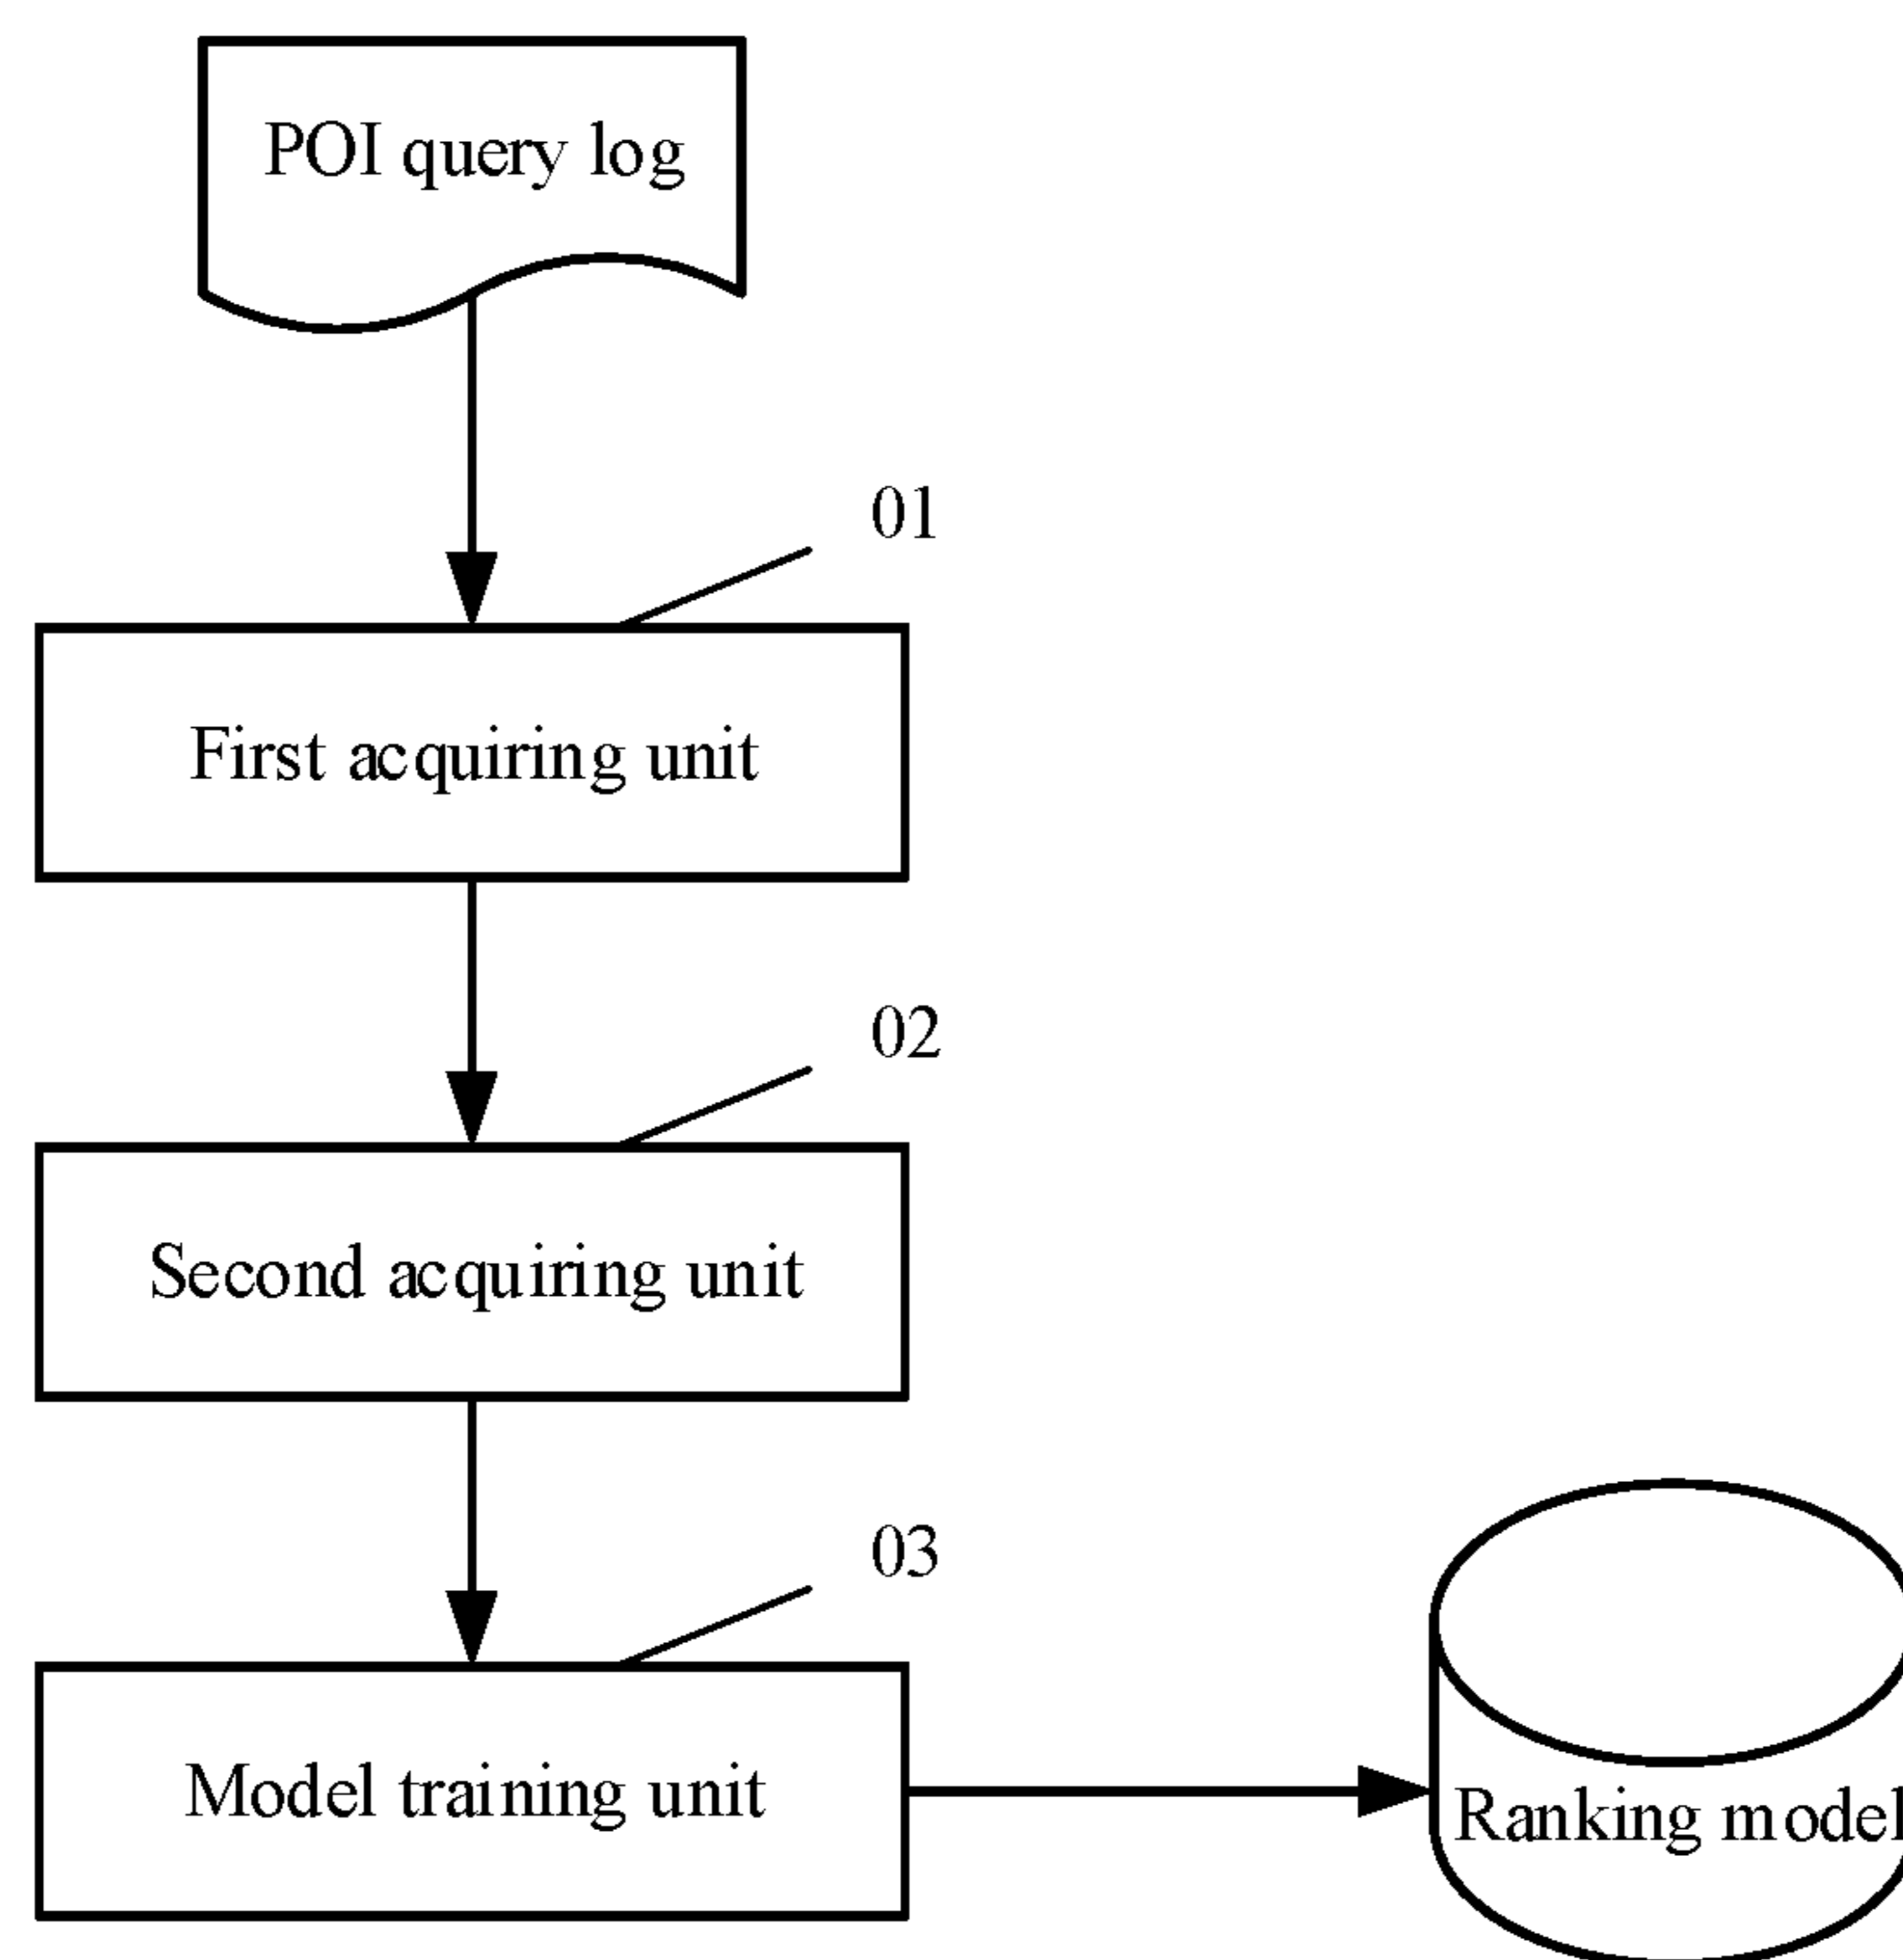 POI query log
01
First acquiring unit
02
Second acquiring unit
03
Model training unit
Ranking model